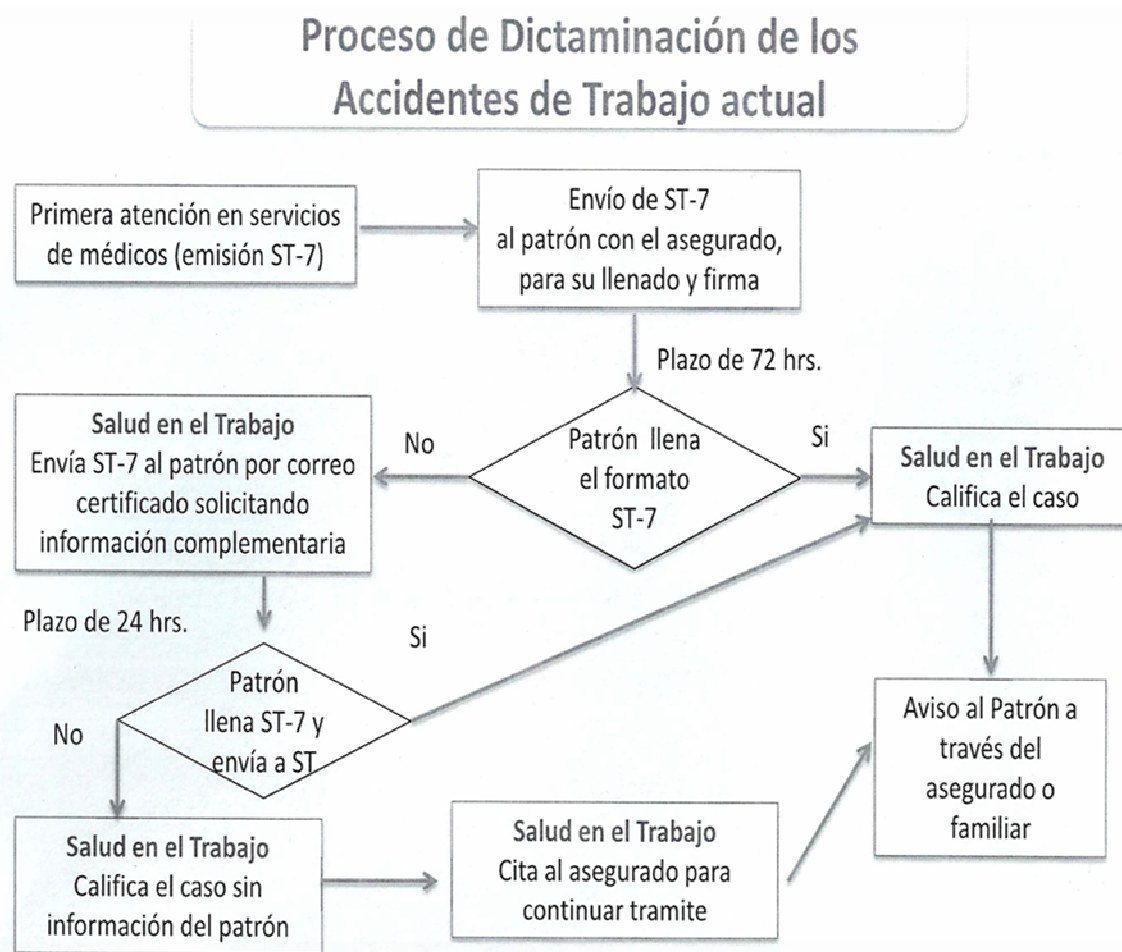 Proceso de Dictaminación de los
Accidentes de Trabajo actual
Primera atención en servicios
de médicos (emisión ST-7)
Envío de ST-7
al patrón con el asegurado,
para su llenado y firma
Plazo de 72 hrs.
Patrón llena
el formato
ST-7
No
Si
Salud en el Trabajo
Envía ST-7 al patrón por correo
certificado solicitando
información complementaria
Salud en el Trabajo
Califica el caso
Plazo de 24 hrs.
Si
Patrón
llena ST-7 y
envía a ST
No
Aviso al Patrón a
través del
asegurado o
familiar
Salud en el Trabajo
Califica el caso sin
información del patrón
Salud en el Trabajo
Cita al asegurado para
continuar tramite